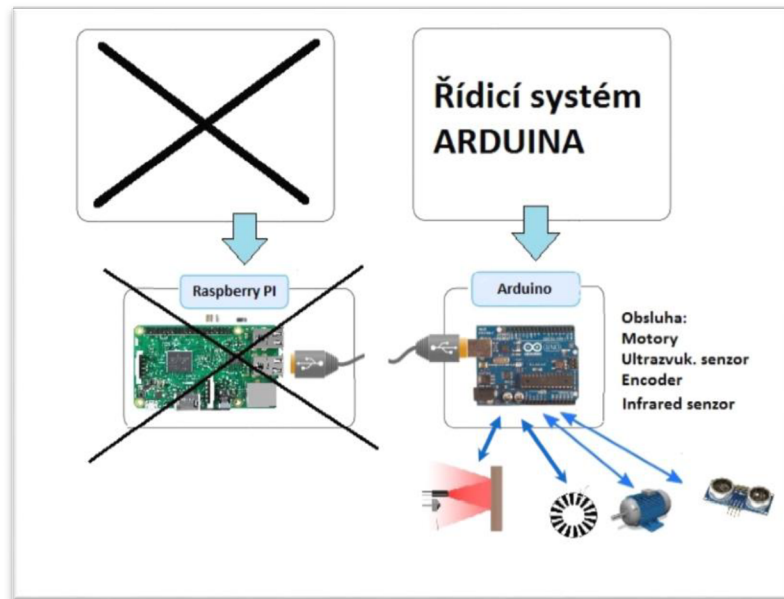 Řídicí systém
ARDUINA
Raspberry PI
Arduino
Obsluha:
Motory
Ultrazvuk. senzor
Encoder
Infrared senzor